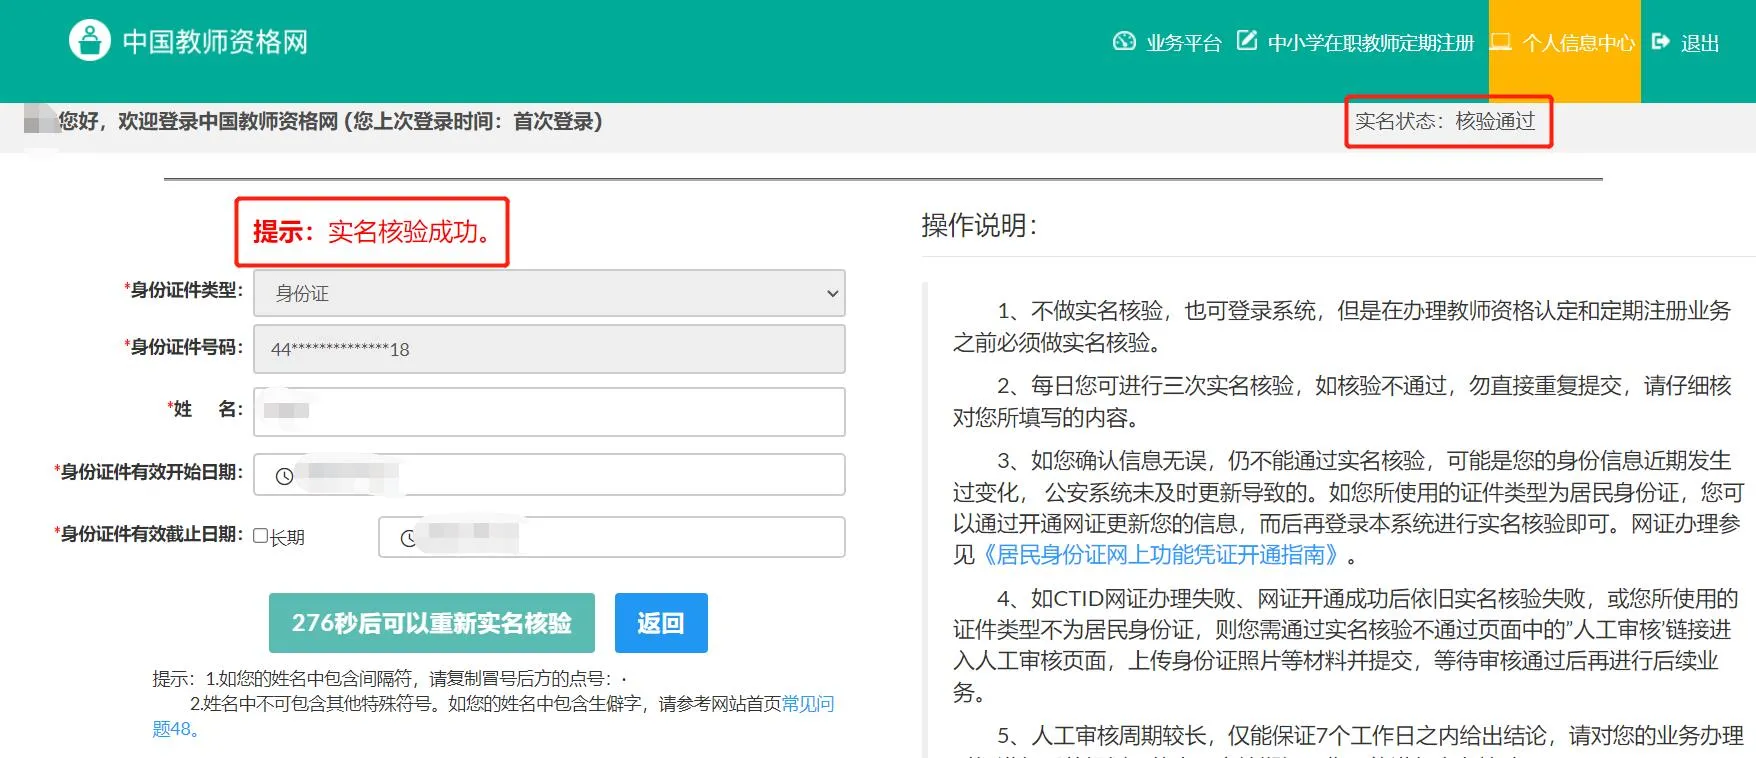 中国教师资格网
业务平台 中小学在职教师定期注册 个人信息中心 退出
您好，欢迎登录中国教师资格网 (您上次登录时间：首次登录)
实名状态：核验通过
提示：实名核验成功。
*身份证件类型： 身份证
*身份证件号码： 44**************18
*姓 名：
*身份证件有效开始日期：
*身份证件有效截止日期： 长期
276秒后可以重新实名核验 返回
提示：1.如您的姓名中包含间隔符，请复制冒号后方的点号：·
2.姓名中不可包含其他特殊符号。如您的姓名中包含生僻字，请参考网站首页常见问
题48。
操作说明：
1、不做实名核验，也可登录系统，但是在办理教师资格认定和定期注册业务
之前必须做实名核验。
2、每日您可进行三次实名核验，如核验不通过，勿直接重复提交，请仔细核
对您所填写的内容。
3、如您确认信息无误，仍不能通过实名核验，可能是您的身份信息近期发生
过变化， 公安系统未及时更新导致的。如您所使用的证件类型为居民身份证，您可
以通过开通网证更新您的信息，而后再登录本系统进行实名核验即可。网证办理参
见《居民身份证网上功能凭证开通指南》。
4、如CTID网证办理失败、网证开通成功后依旧实名核验失败，或您所使用的
证件类型不为居民身份证，则您需通过实名核验不通过页面中的"人工审核'链接进
入人工审核页面，上传身份证照片等材料并提交，等待审核通过后再进行后续业
务。
5、人工审核周期较长，仅能保证7个工作日之内给出结论，请对您的业务办理